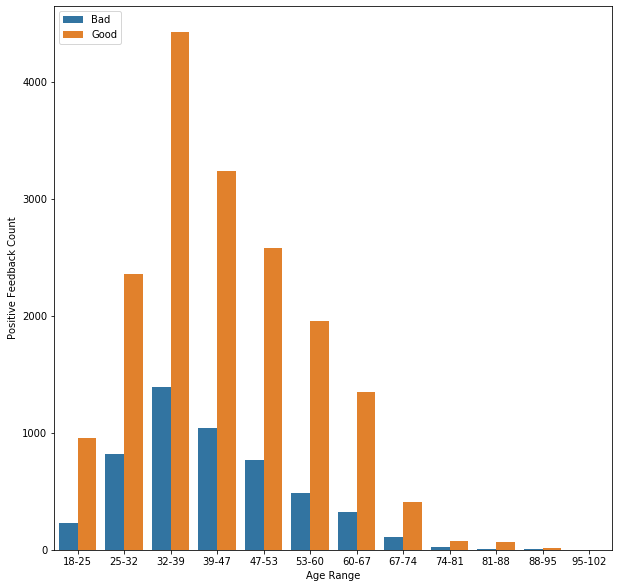 Bad
Good
Positive Feedback Count
4000
3000
2000
1000
0
18-25 25-32 32-39 39-47 47-53 53-60 60-67 67-74 74-81 81-88 88-95 95-102
Age Range